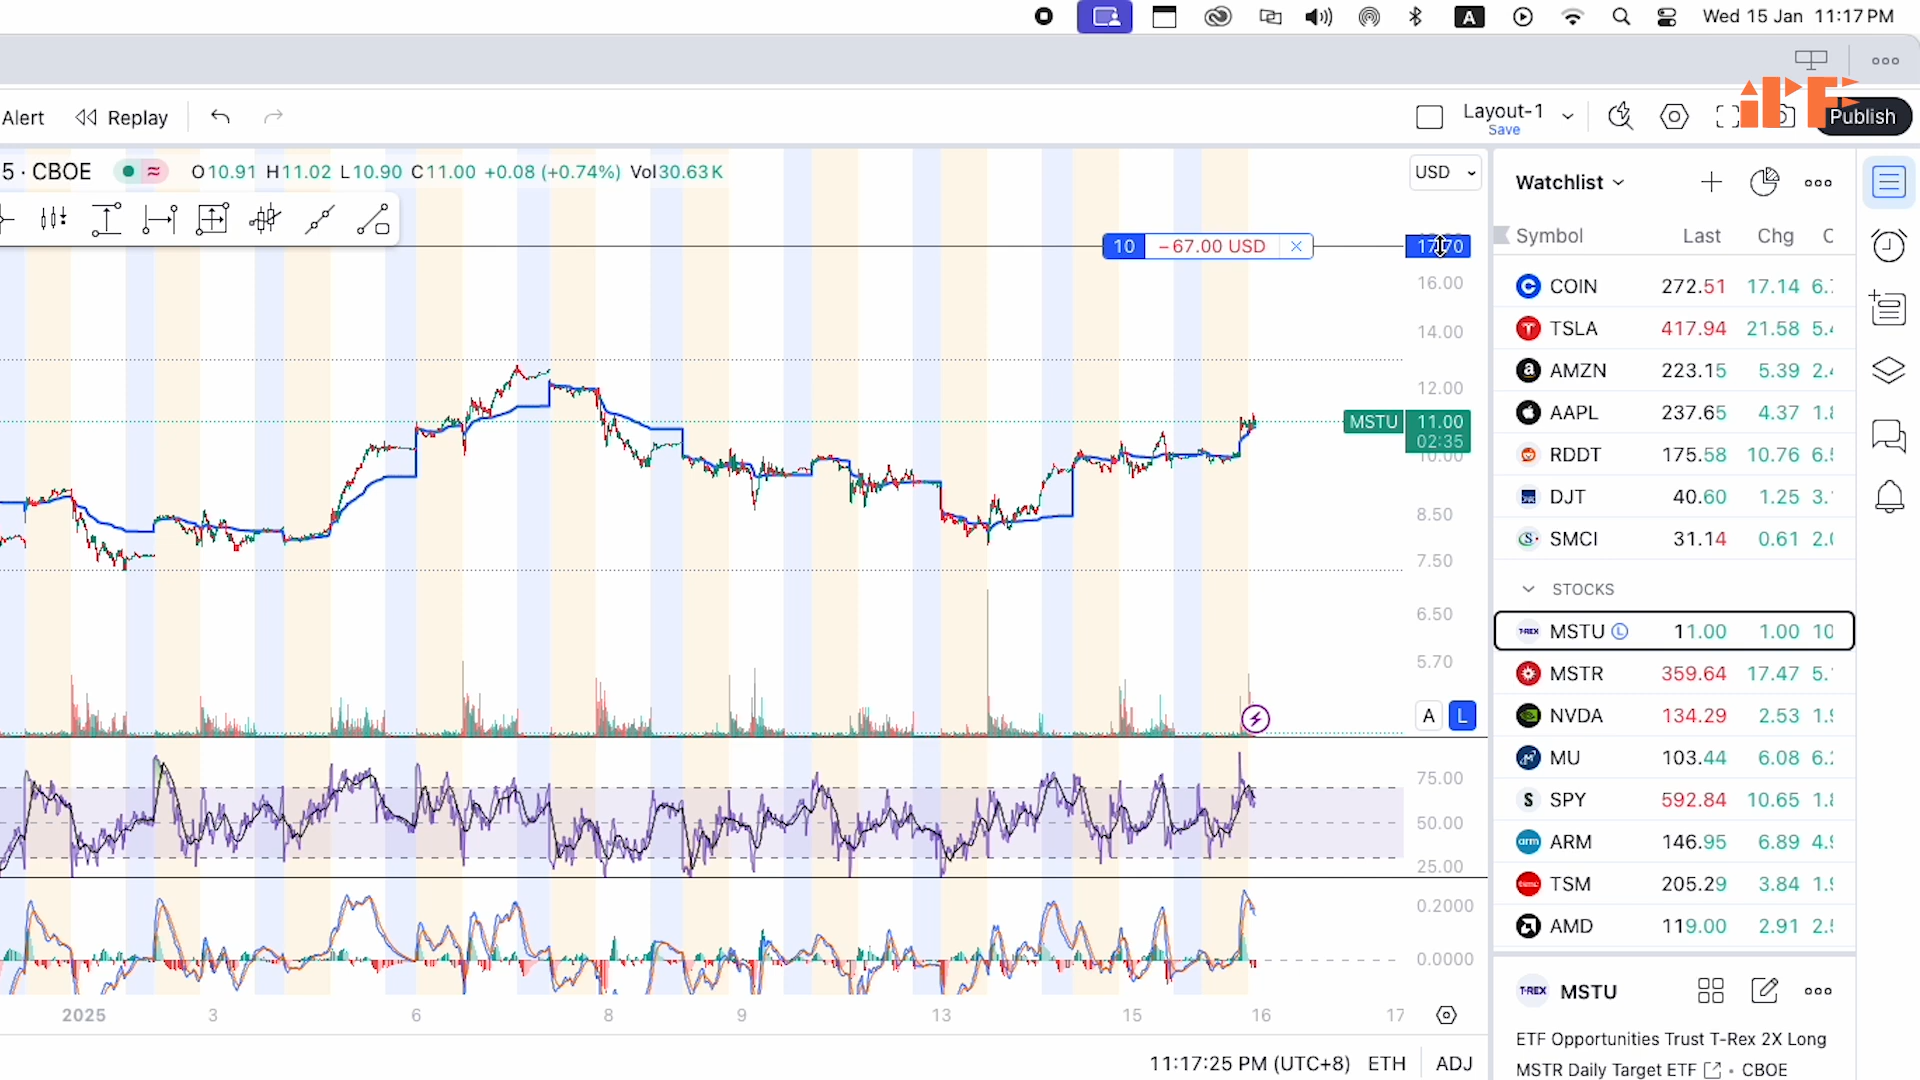 Wed 15 Jan 11:17 PM
Alert Replay
Layout-1
Save
Publish
5 · CBOE O10.91 H11.02 L10.90 C11.00 +0.08 (+0.74%) Vol30.63K
USD
Watchlist
Symbol Last Chg C
10 −67.00 USD × 17.70
16.00
14.00
12.00
MSTU 11.00
02:35
10.00
8.50
7.50
6.50
5.70
A L
75.00
50.00
25.00
0.2000
0.0000
COIN 272.51 17.14
TSLA 417.94 21.58
AMZN 223.15 5.39
AAPL 237.65 4.37
RDDT 175.58 10.76
DJT 40.60 1.25
SMCI 31.14 0.61
STOCKS
T-REX MSTU L 11.00 1.00 10
MSTR 359.64 17.47
NVDA 134.29 2.53
MU 103.44 6.08
SPY 592.84 10.65
arm ARM 146.95 6.89
TSM 205.29 3.84
AMD 119.00 2.91
2025 3 6 8 9 13 15 16 17
11:17:25 PM (UTC+8) ETH ADJ
T-REX MSTU
ETF Opportunities Trust T-Rex 2X Long
MSTR Daily Target ETF • CBOE